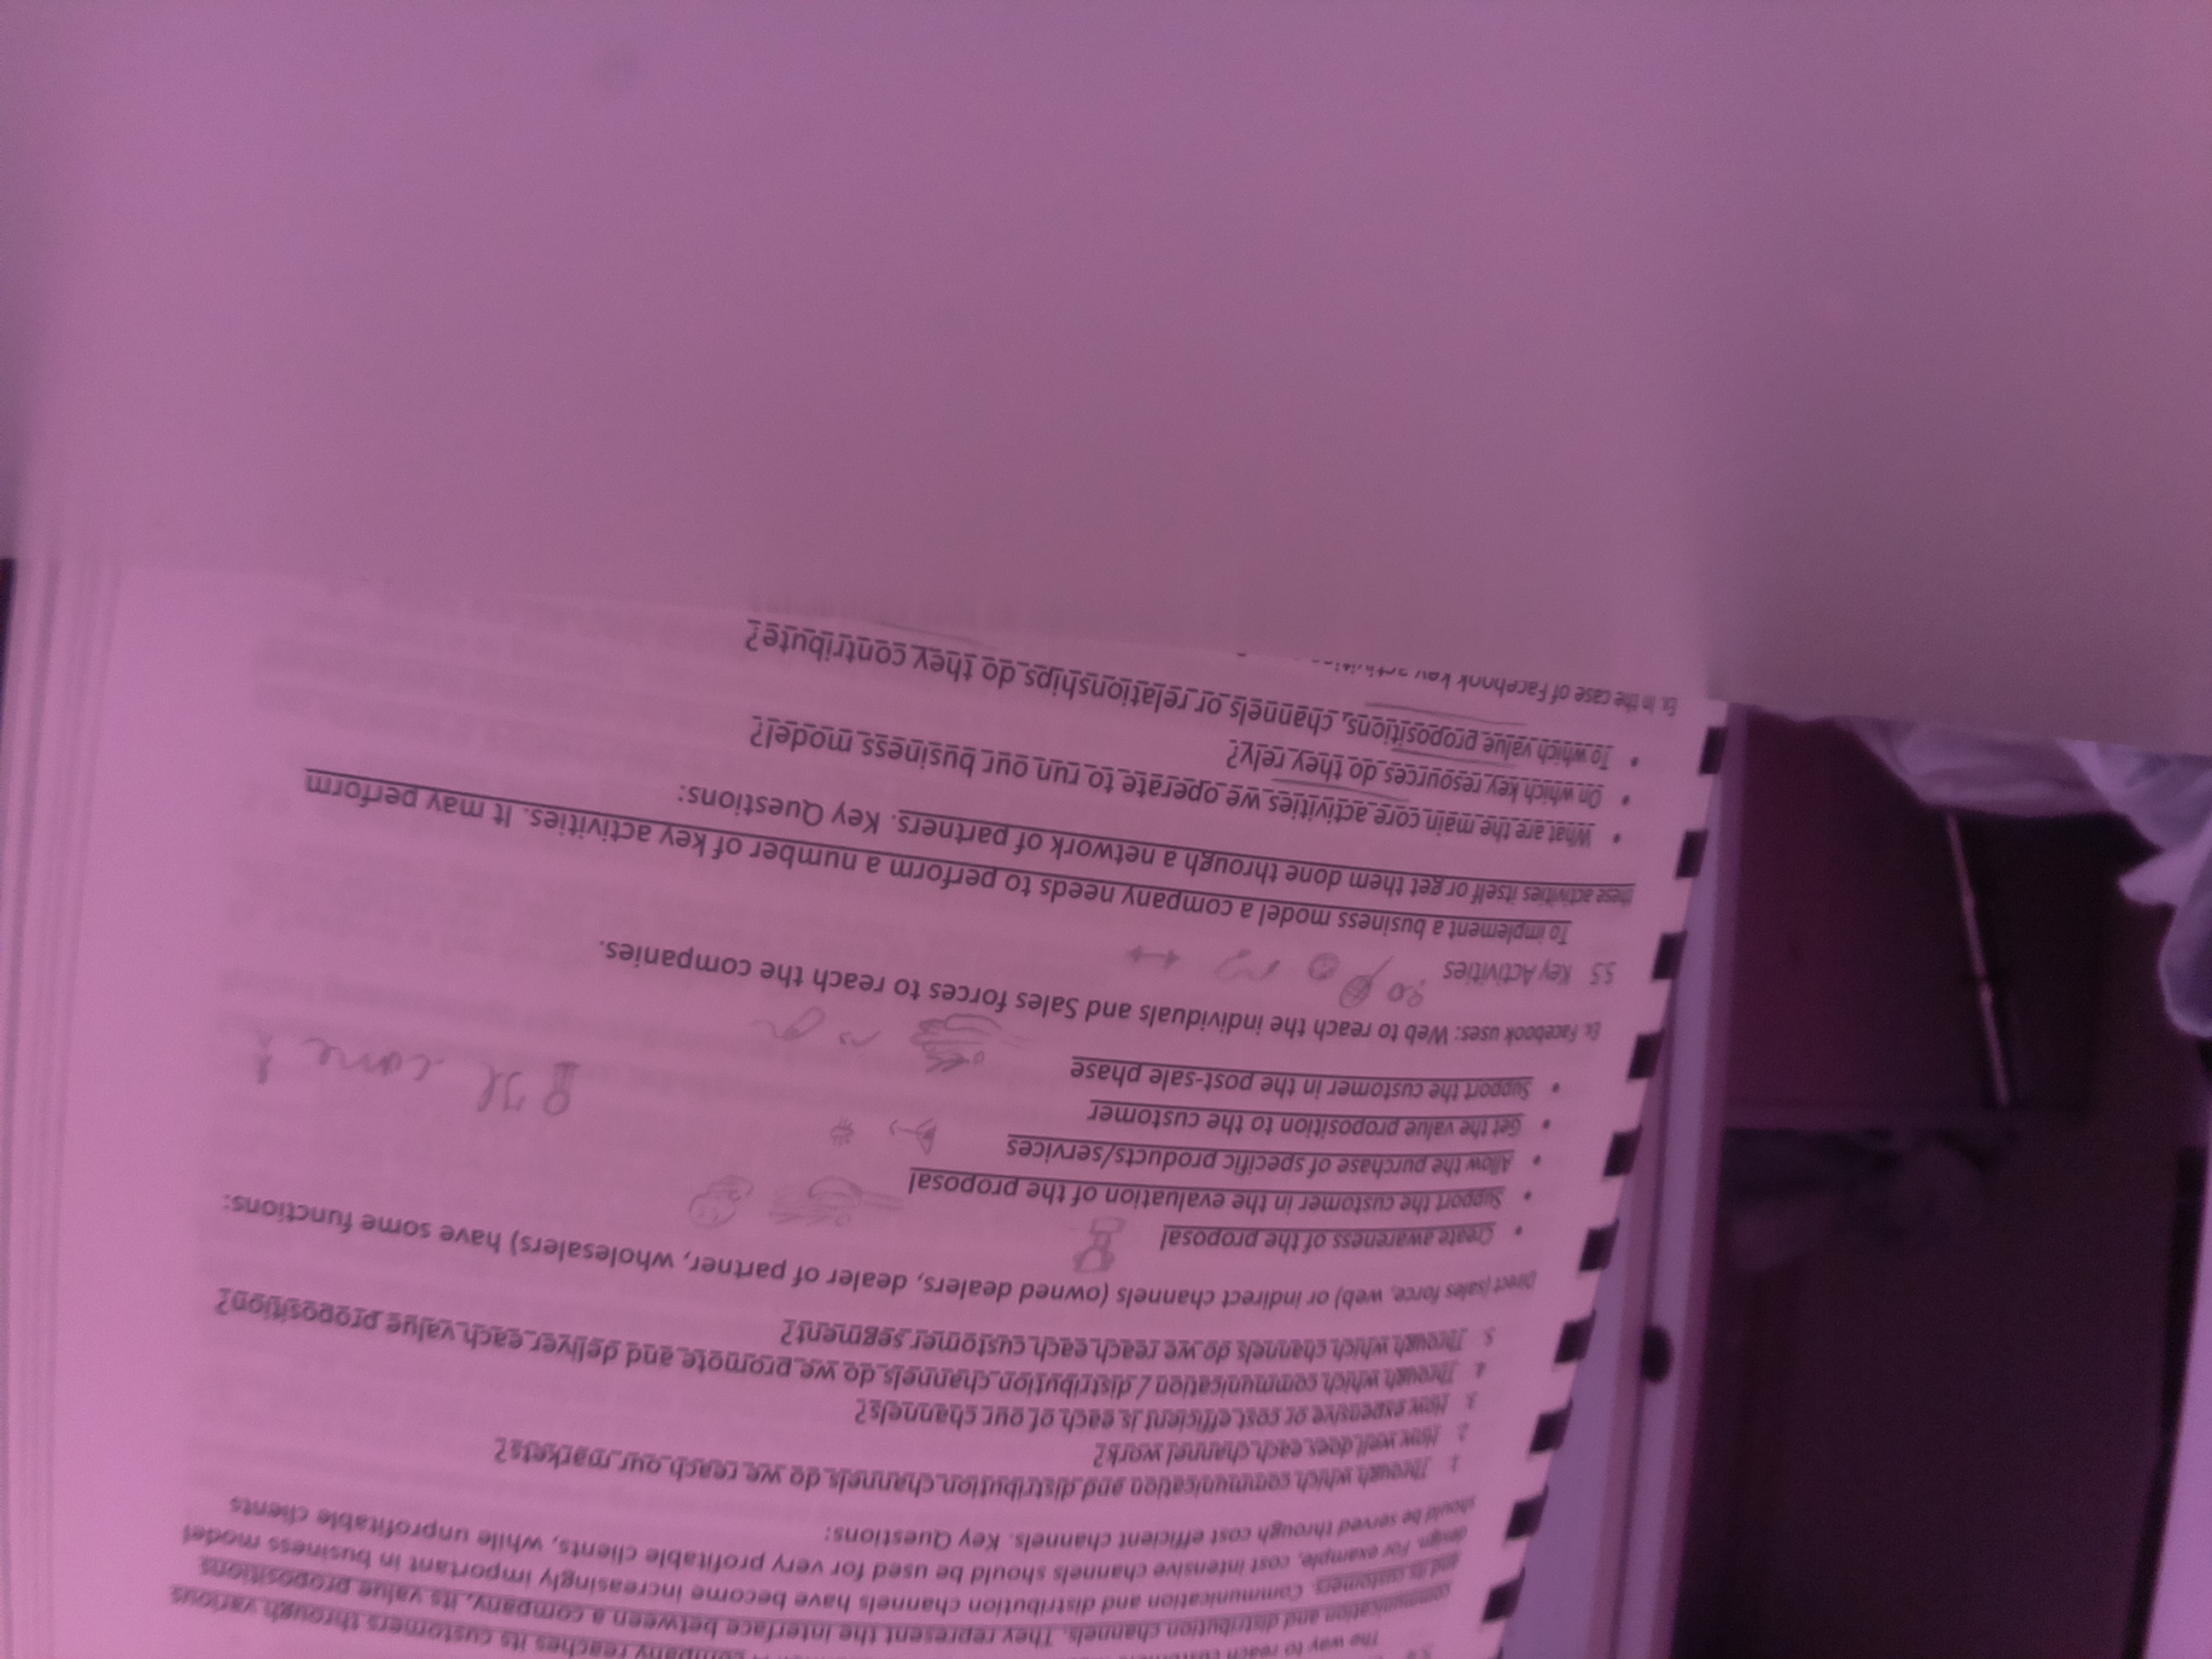 The way to reach customers
company reaches its customers through various
communication and distribution channels. They represent the interface between a company, its value propositions
and its customers. Communication and distribution channels have become increasingly important in business model
design. For example, cost intensive channels should be used for very profitable clients, while unprofitable clients
should be served through cost efficient channels. Key Questions:
1. Through which communication and distribution channels do we reach our markets?
2. How well does each channel work?
3. How expensive or cost efficient is each of our channels?
4. Through which communication / distribution channels do we promote and deliver each value proposition?
5. Through which channels do we reach each customer segment?
Direct (sales force, web) or indirect channels (owned dealers, dealer of partner, wholesalers) have some functions:
• Create awareness of the proposal
• Support the customer in the evaluation of the proposal
• Allow the purchase of specific products/services
• Get the value proposition to the customer
• Support the customer in the post-sale phase
Ex. Facebook uses: Web to reach the individuals and Sales forces to reach the companies.
5.5 Key Activities
To implement a business model a company needs to perform a number of key activities. It may perform
these activities itself or get them done through a network of partners. Key Questions:
• What are the main core activities we operate to run our business model?
• On which key resources do they rely?
• To which value propositions, channels or relationships do they contribute?
Ex. In the case of Facebook key activities